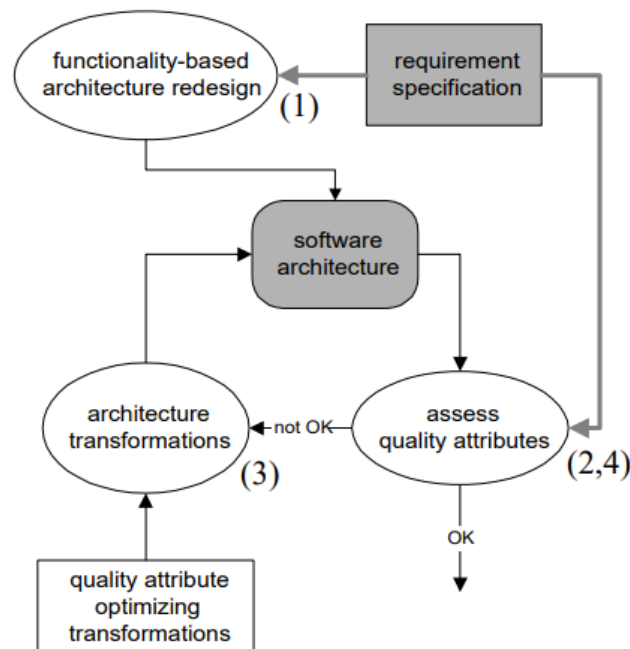 functionality-based
architecture redesign
(1)
requirement
specification
software
architecture
architecture
transformations
(3)
not OK
assess
quality attributes
(2,4)
OK
quality attribute
optimizing
transformations